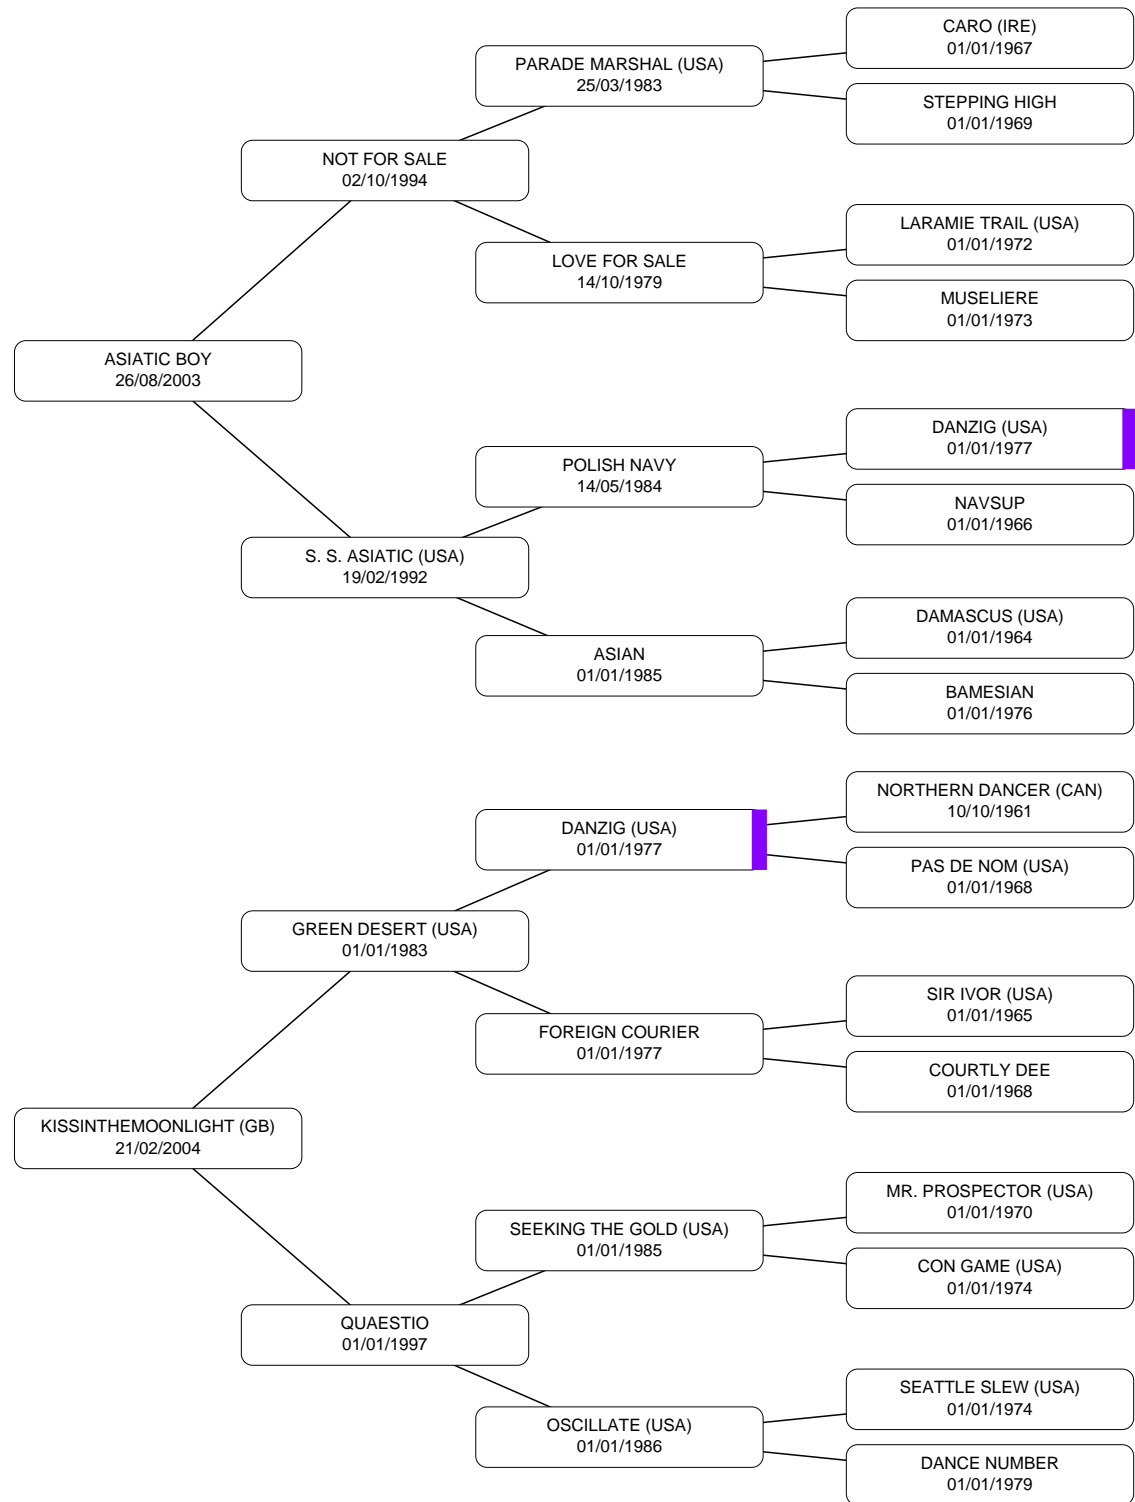 CARO (IRE)
01/01/1967
PARADE MARSHAL (USA)
25/03/1983
STEPPING HIGH
01/01/1969
NOT FOR SALE
02/10/1994
LARAMIE TRAIL (USA)
01/01/1972
LOVE FOR SALE
14/10/1979
MUSELIERE
01/01/1973
ASIATIC BOY
26/08/2003
DANZIG (USA)
01/01/1977
POLISH NAVY
14/05/1984
NAVSUP
01/01/1966
S. S. ASIATIC (USA)
19/02/1992
DAMASCUS (USA)
01/01/1964
ASIAN
01/01/1985
BAMESIAN
01/01/1976
NORTHERN DANCER (CAN)
10/10/1961
DANZIG (USA)
01/01/1977
PAS DE NOM (USA)
01/01/1968
GREEN DESERT (USA)
01/01/1983
SIR IVOR (USA)
01/01/1965
FOREIGN COURIER
01/01/1977
COURTLY DEE
01/01/1968
KISSINTHEMOONLIGHT (GB)
21/02/2004
MR. PROSPECTOR (USA)
01/01/1970
SEEKING THE GOLD (USA)
01/01/1985
CON GAME (USA)
01/01/1974
QUAESTIO
01/01/1997
SEATTLE SLEW (USA)
01/01/1974
OSCILLATE (USA)
01/01/1986
DANCE NUMBER
01/01/1979